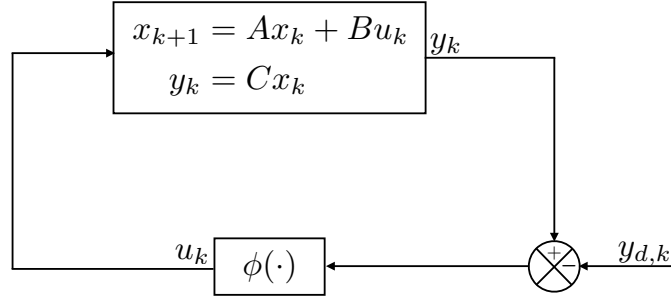 x_{k+1} = Ax_k + Bu_k
y_k = Cx_k
y_k
+
−
y_{d,k}
u_k
ϕ(·)